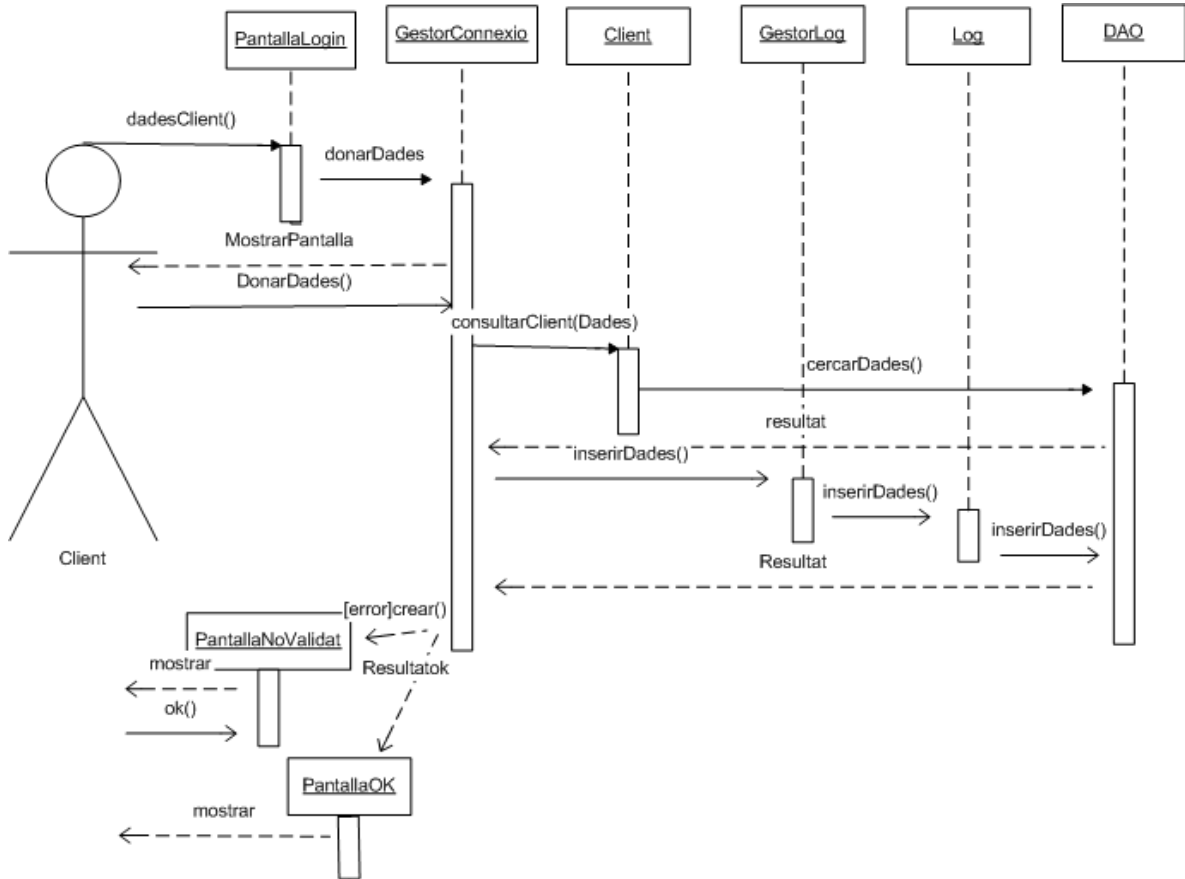 PantallaLogin
GestorConnexio
Client
GestorLog
Log
DAO
dadesClient()
donarDades
MostrarPantalla
DonarDades()
consultarClient(Dades)
cercarDades()
resultat
inserirDades()
inserirDades()
inserirDades()
Resultat
Client
[error]crear()
PantallaNoValidat
Resultatok
mostrar
ok()
PantallaOK
mostrar